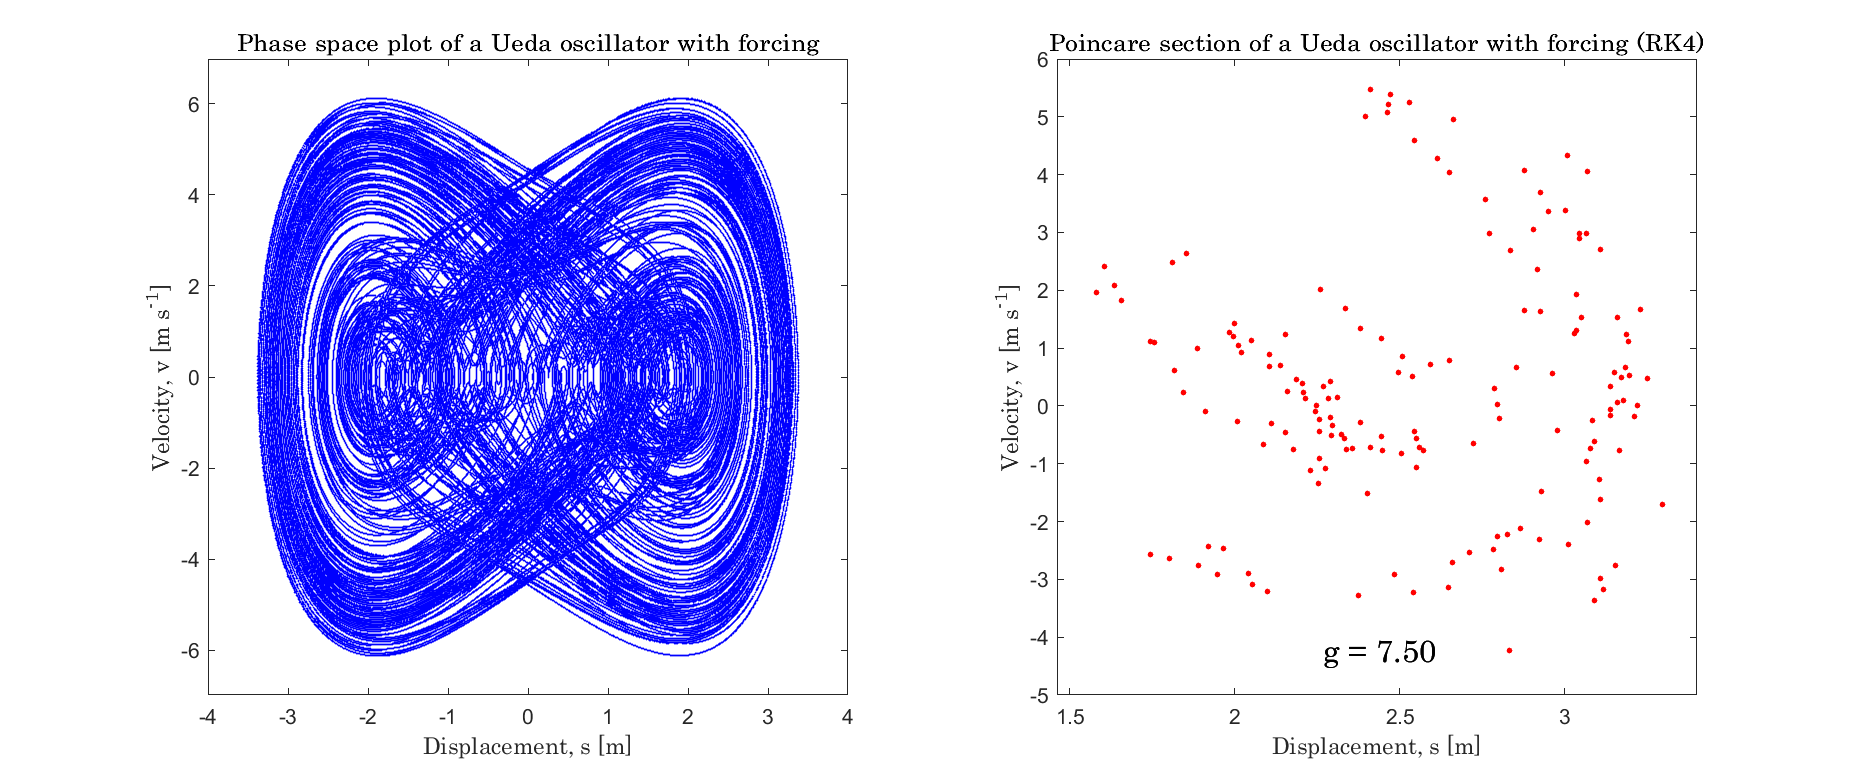 Phase space plot of a Ueda oscillator with forcing
6
4
2
0
-2
-4
-6
Velocity, v [m s-1]
-4 -3 -2 -1 0 1 2 3 4
Displacement, s [m]
Poincare section of a Ueda oscillator with forcing (RK4)
6
5
4
3
2
1
0
-1
-2
-3
-4
-5
Velocity, v [m s-1]
g = 7.50
1.5 2 2.5 3
Displacement, s [m]